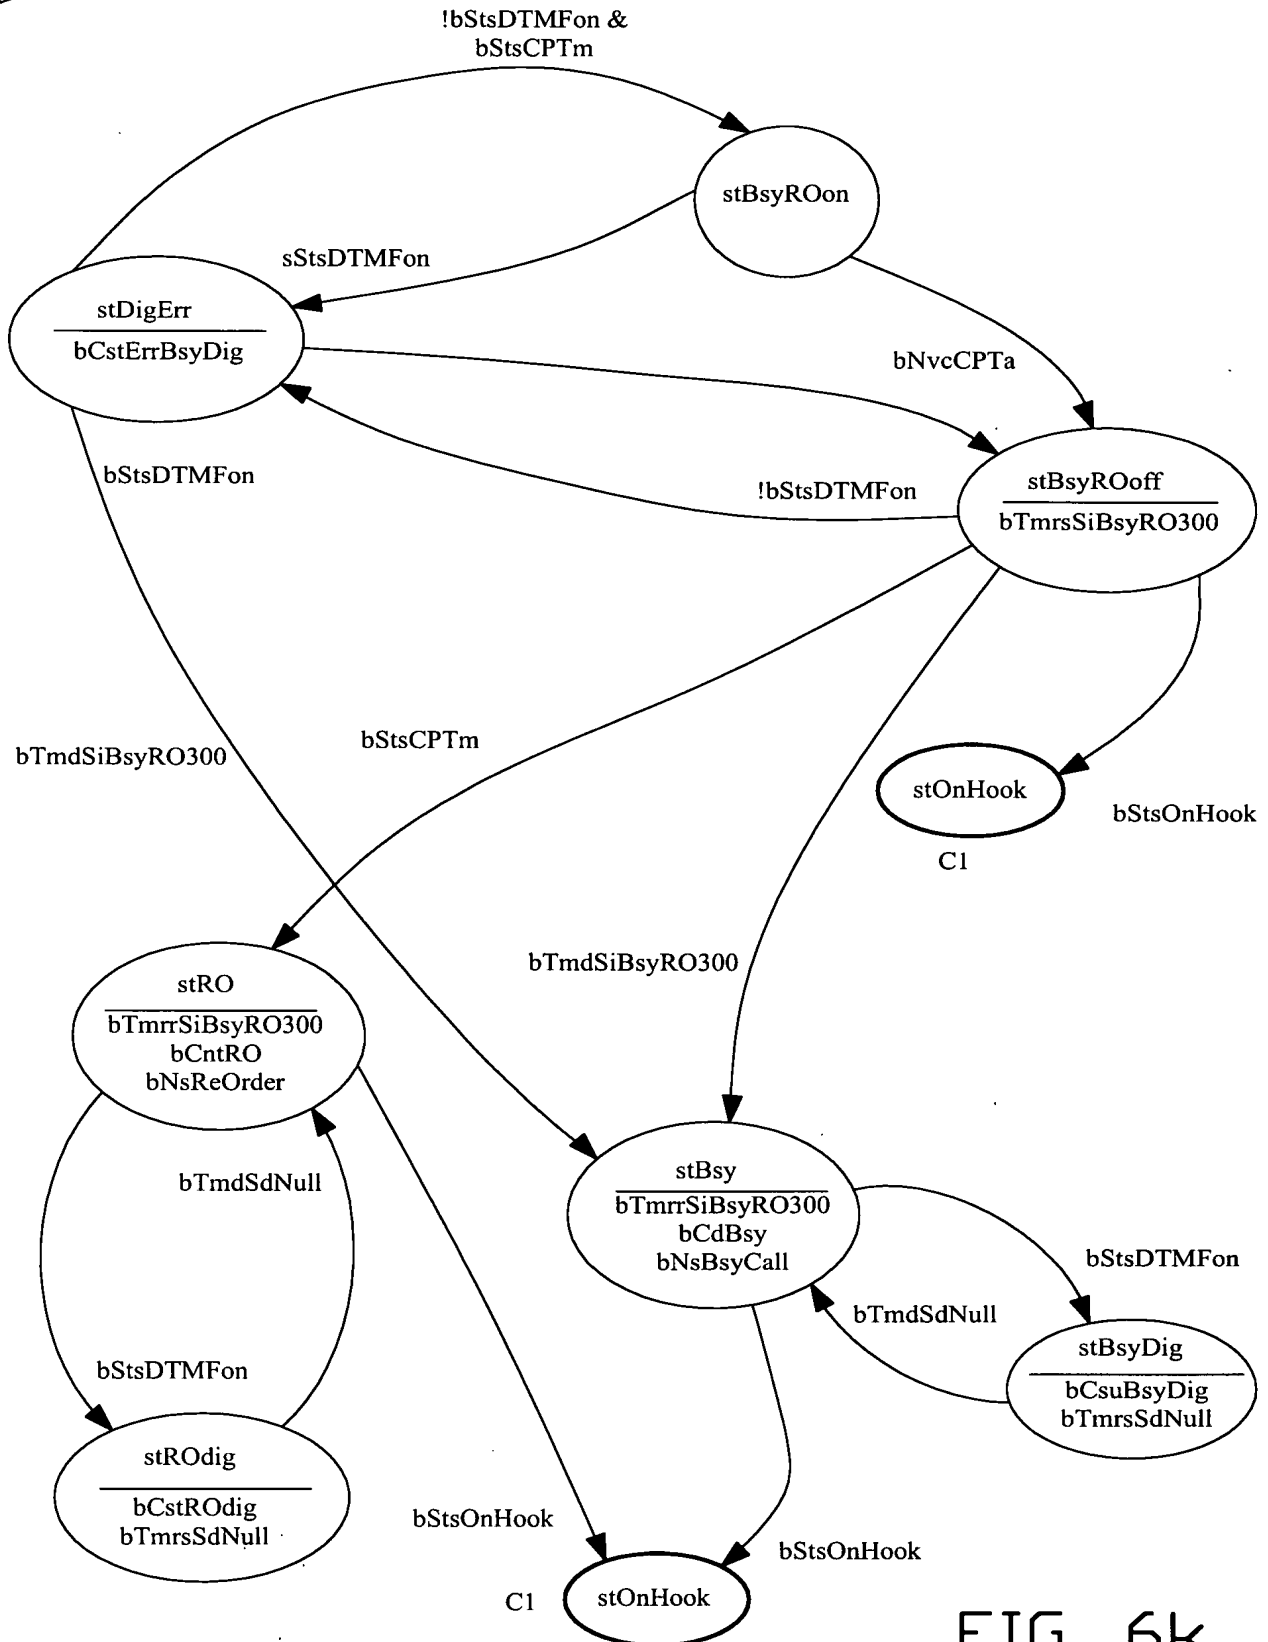 !bStsDTMFon &
bStsCPTm
stBsyROon
sStsDTMFon
stDigErr
bCstErrBsyDig
bNvcCPTa
bStsDTMFon
!bStsDTMFon
stBsyROoff
bTmrsSiBsyRO300
bTmdSiBsyRO300
bStsCPTm
stOnHook
bStsOnHook
C1
bTmdSiBsyRO300
stRO
bTmrrSiBsyRO300
bCntRO
bNsReOrder
bTmdSdNull
stBsy
bTmrrSiBsyRO300
bCdBsy
bNsBsyCall
bStsDTMFon
bTmdSdNull
stBsyDig
bCsuBsyDig
bTmrsSdNull
bStsDTMFon
stROdig
bCstROdig
bTmrsSdNull
bStsOnHook
bStsOnHook
C1
stOnHook
FIG. 6k